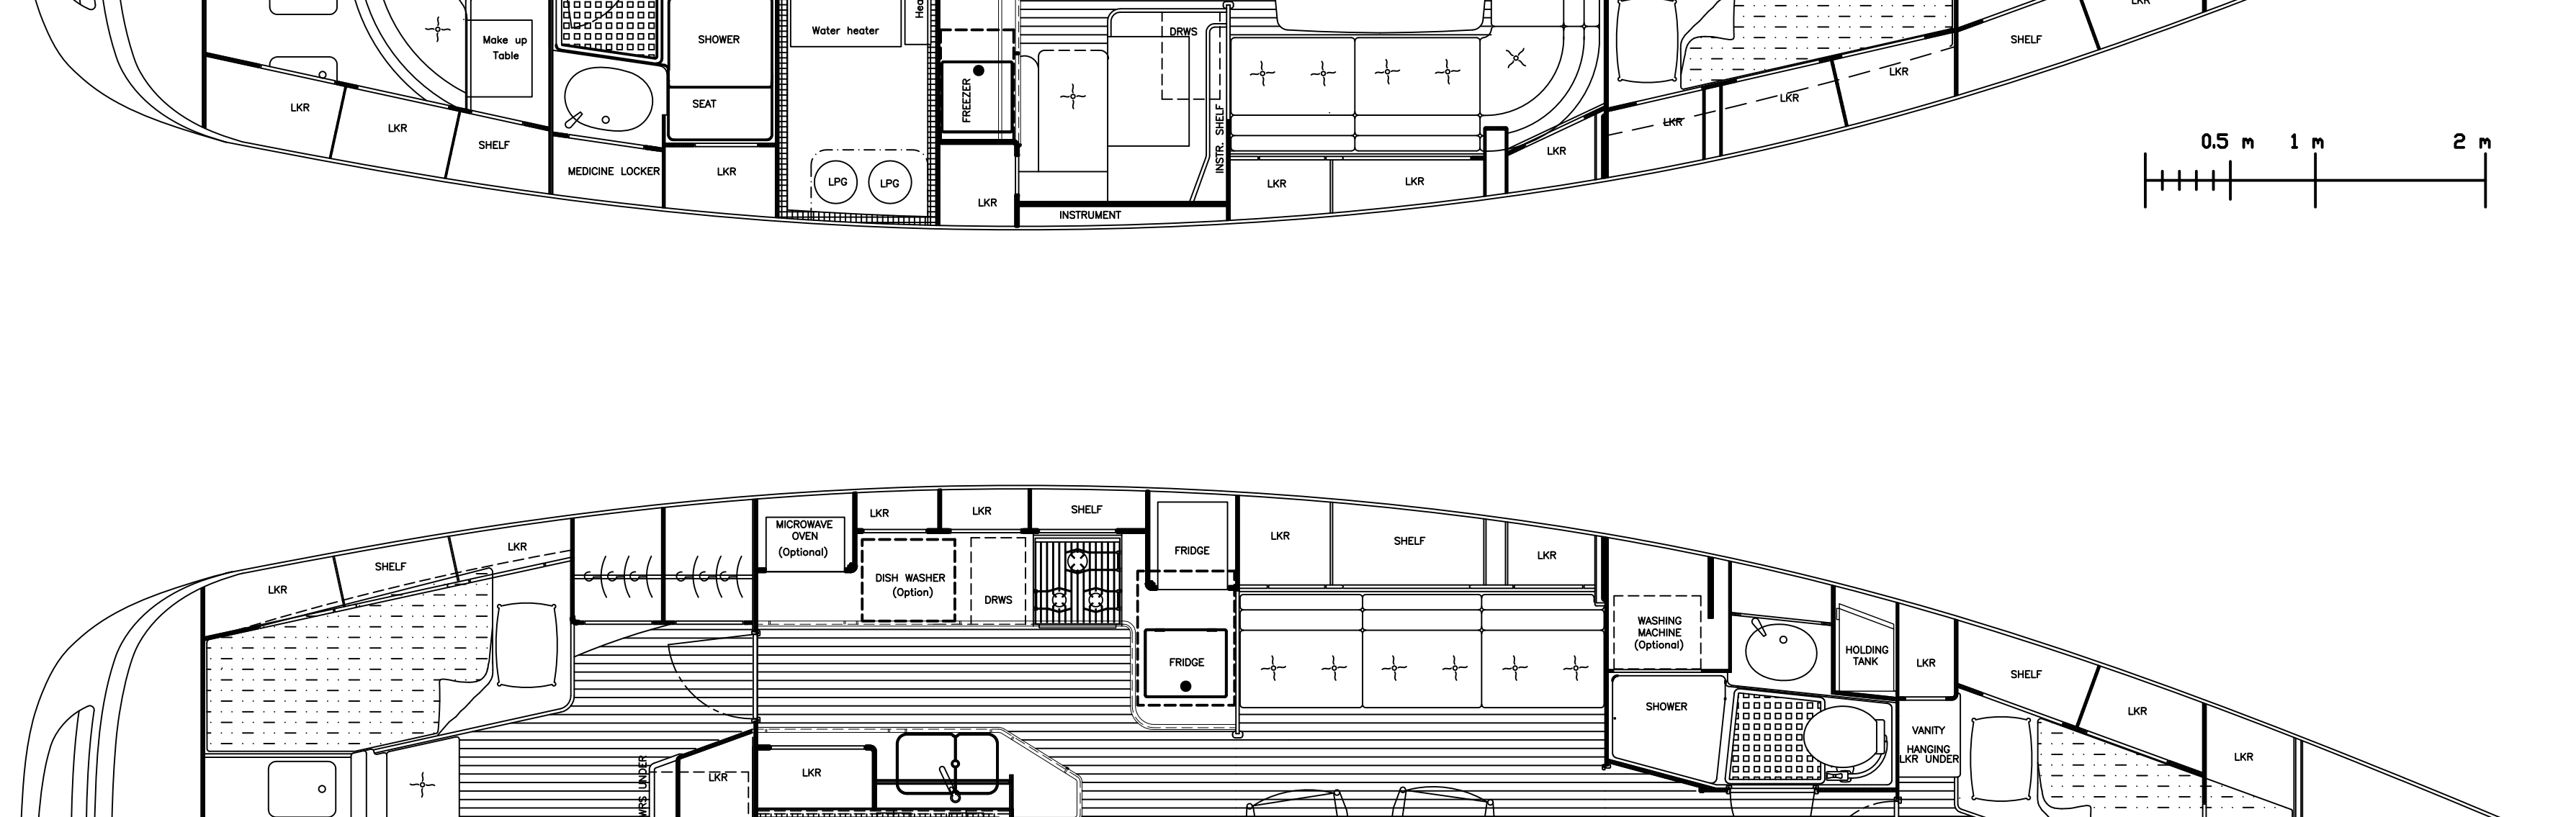 LKR
Make up
Table
SHOWER
Water heater
DRWS
SHELF
LKR
LKR
LKR
SHELF
SEAT
FREEZER
INSTR. SHELF
LKR
LKR
LKR
MEDICINE LOCKER
LKR
LPG
LPG
LKR
LKR
LKR
LKR
INSTRUMENT
0.5 m
1 m
2 m
LKR
LKR
SHELF
MICROWAVE
OVEN
(Optional)
LKR
SHELF
LKR
LKR
SHELF
LKR
FRIDGE
LKR
DISH WASHER
(Option)
DRWS
WASHING
MACHINE
(Optional)
HOLDING
TANK
LKR
FRIDGE
SHELF
LKR
SHOWER
VANITY
HANGING
LKR UNDER
LKR
LKR
LKR